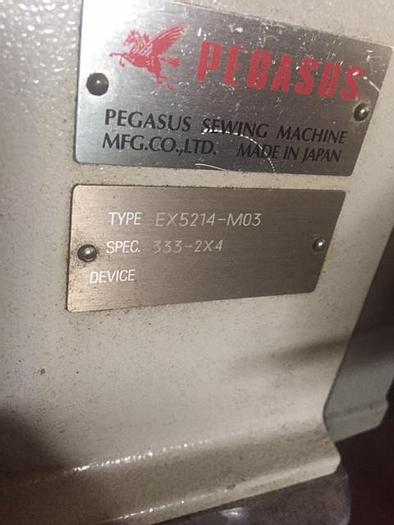 PEGASUS
PEGASUS SEWING MACHINE
MFG.CO.,LTD. MADE IN JAPAN
TYPE EX5214-M03
SPEC. 333-2X4
DEVICE